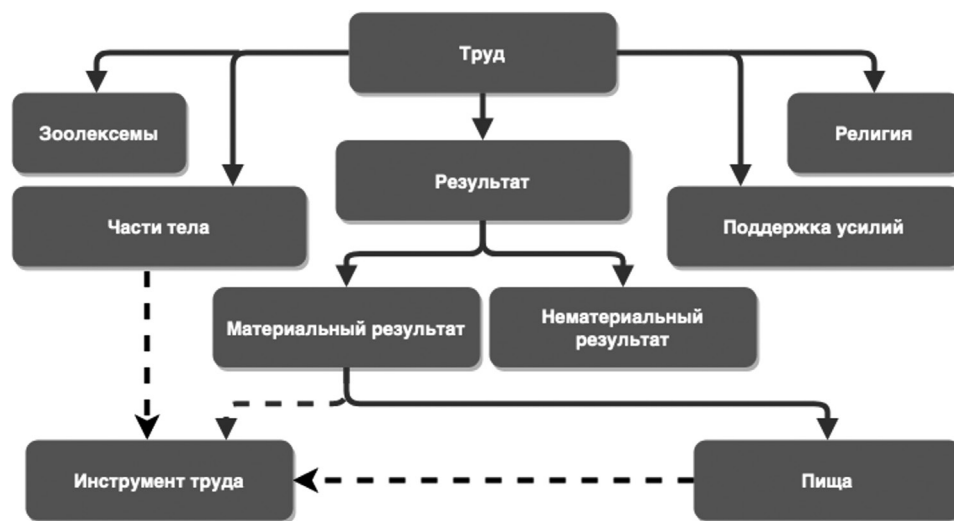 Труд
Зоолексемы
Религия
Результат
Части тела
Поддержка усилий
Материальный результат
Нематериальный
результат
Инструмент труда
Пища